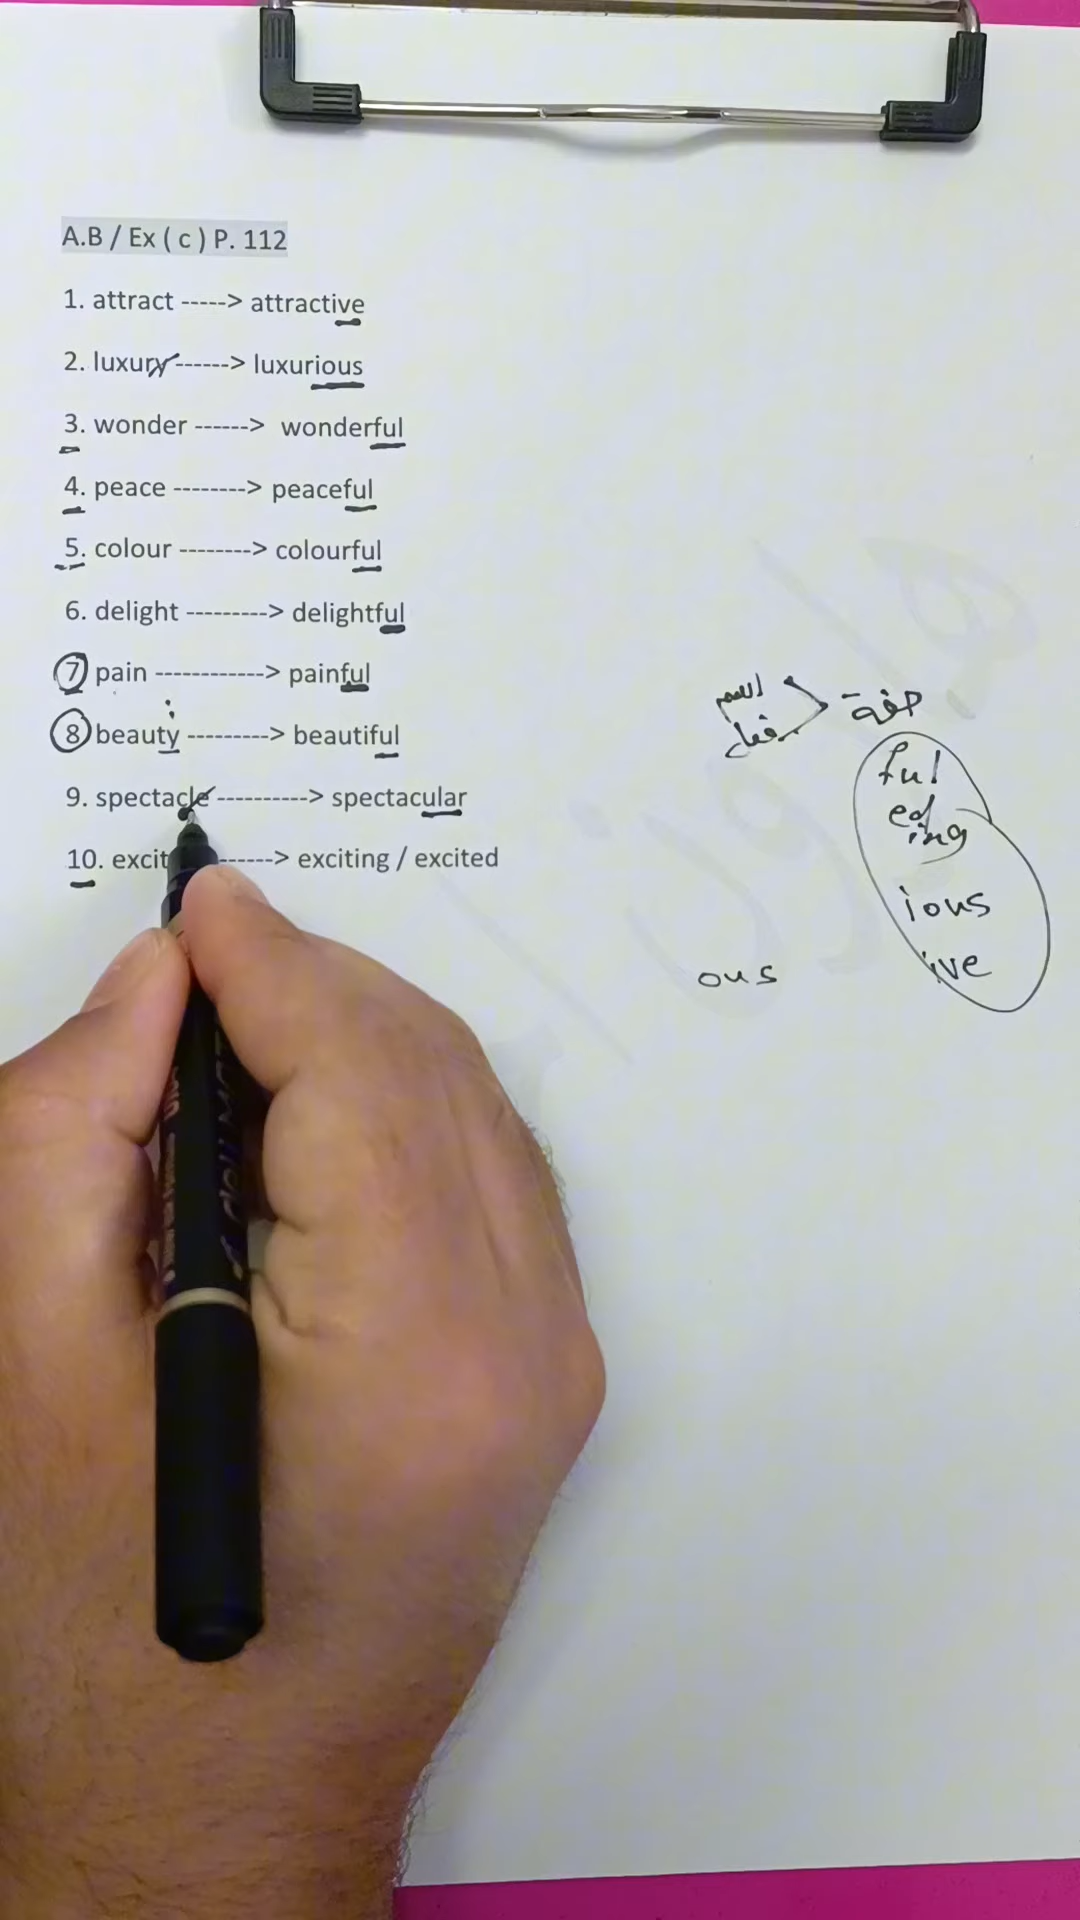 A.B / Ex ( c ) P. 112
1. attract -----> attractive
2. luxury ------> luxurious
3. wonder ------> wonderful
4. peace --------> peaceful
5. colour --------> colourful
6. delight ---------> delightful
7 pain ------------> painful
8 beauty ---------> beautiful
i
9. spectacle ----------> spectacular
10. excit ------> exciting / excited
اسم
فعل
صفة
ful
ed
ing
ious
ive
ous